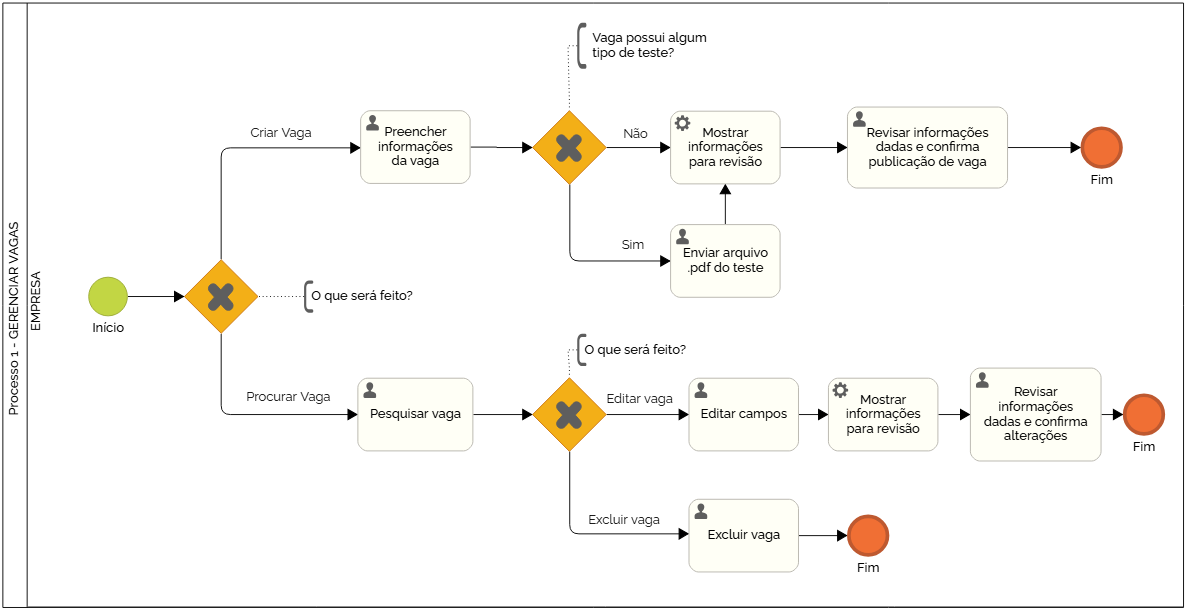 Processo 1 - GERENCIAR VAGAS
EMPRESA
Início
O que será feito?
Criar Vaga
Preencher
informações
da vaga
Vaga possui algum
tipo de teste?
Não
Mostrar
informações
para revisão
Revisar informações
dadas e confirma
publicação de vaga
Fim
Sim
Enviar arquivo
.pdf do teste
Procurar Vaga
Pesquisar vaga
O que será feito?
Editar vaga
Editar campos
Mostrar
informações
para revisão
Revisar
informações
dadas e confirma
alterações
Fim
Excluir vaga
Excluir vaga
Fim